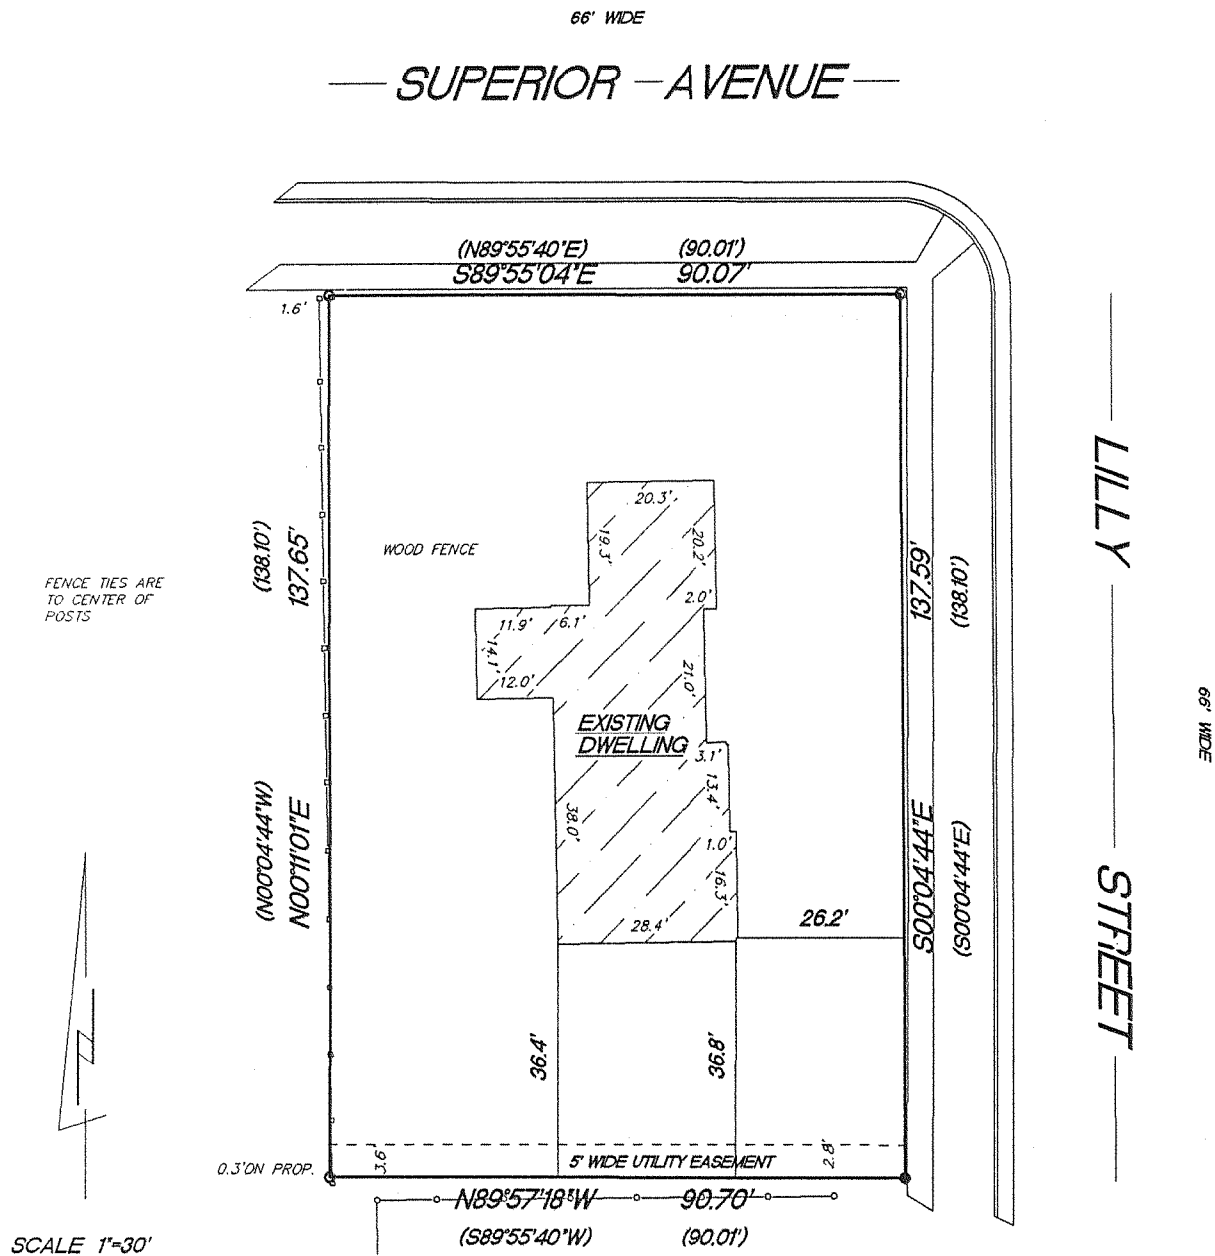 66' WIDE
SUPERIOR AVENUE
(N89°55'40"E) (90.01')
S89°55'04"E 90.07'
1.6'
20.3'
19.3'
20.2'
2.0'
WOOD FENCE
(138.10')
137.65'
137.59'
(138.10')
FENCE TIES ARE
TO CENTER OF
POSTS
11.9'
6.1'
14.1'
12.0'
21.0'
LILLY STREET
66' WIDE
EXISTING
DWELLING
3.1'
13.4'
38.0'
1.0'
16.3'
28.4'
26.2'
(N00°04'44"W)
N00°11'01"E
S00°04'44"E
(S00°04'44"E)
36.4'
36.8'
0.3'ON PROP.
3.6'
5' WIDE UTILITY EASEMENT
2.8'
N89°57'18"W 90.70'
(S89°55'40"W) (90.01')
SCALE 1"=30'